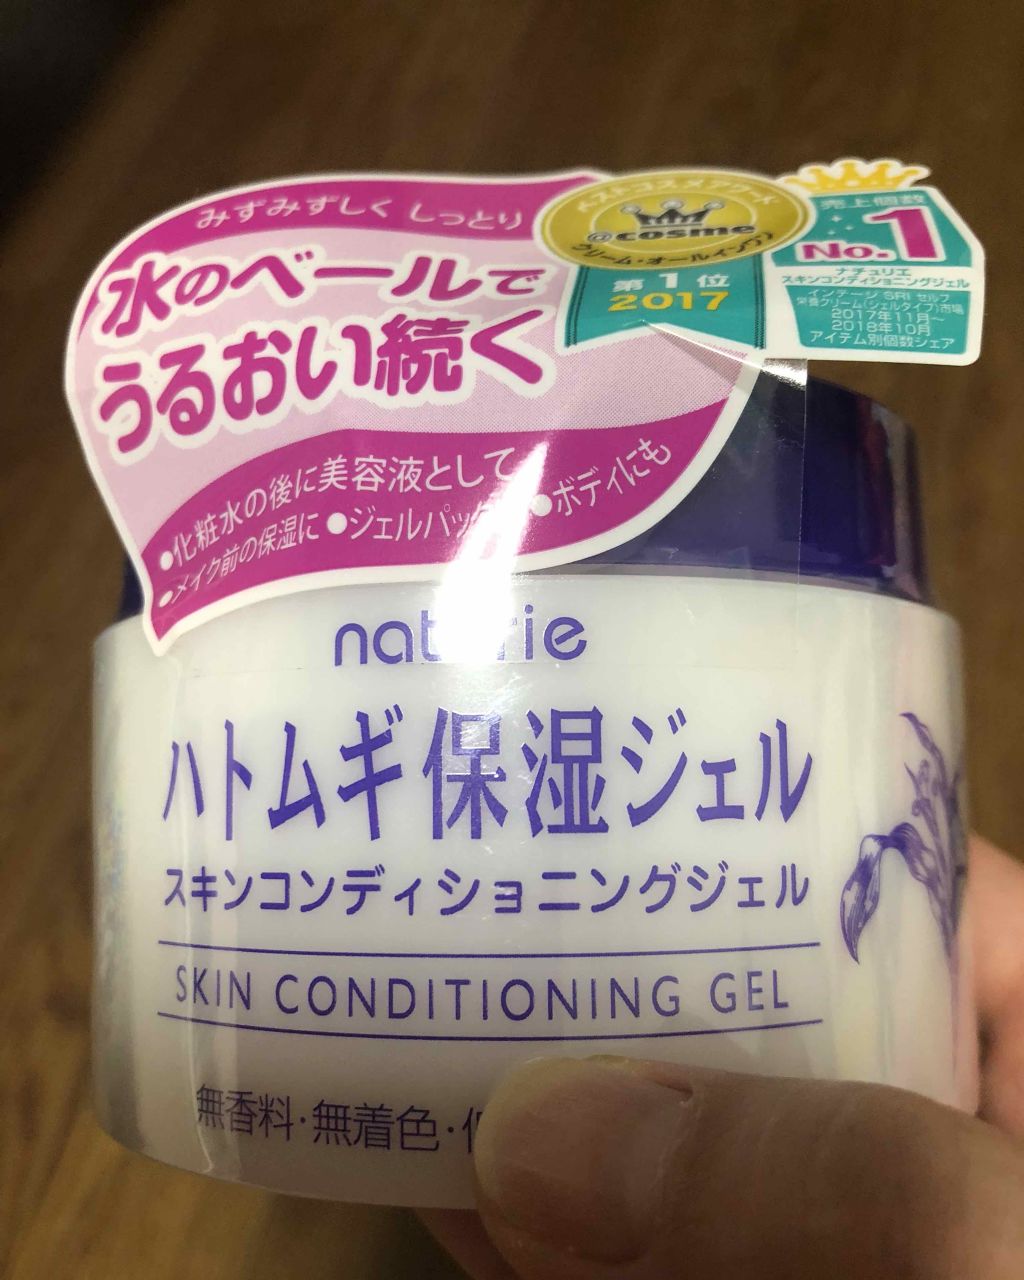 みずみずしく しっとり
水のベールで
うるおい続く
●化粧水の後に美容液として
●メイク前の保湿に ●ジェルパック ●ボディにも
ベストコスメアワード
@cosme
クリーム・オールインワン
第1位
2017
売上個数
No.1
ナチュリエ
スキンコンディショニングジェル
*インテージ SRI セルフ
栄養クリーム(ジェルタイプ)市場
2017年11月〜
2018年10月
アイテム別個数シェア
naturie
ハトムギ保湿ジェル
スキンコンディショニングジェル
SKIN CONDITIONING GEL
無香料・無着色・